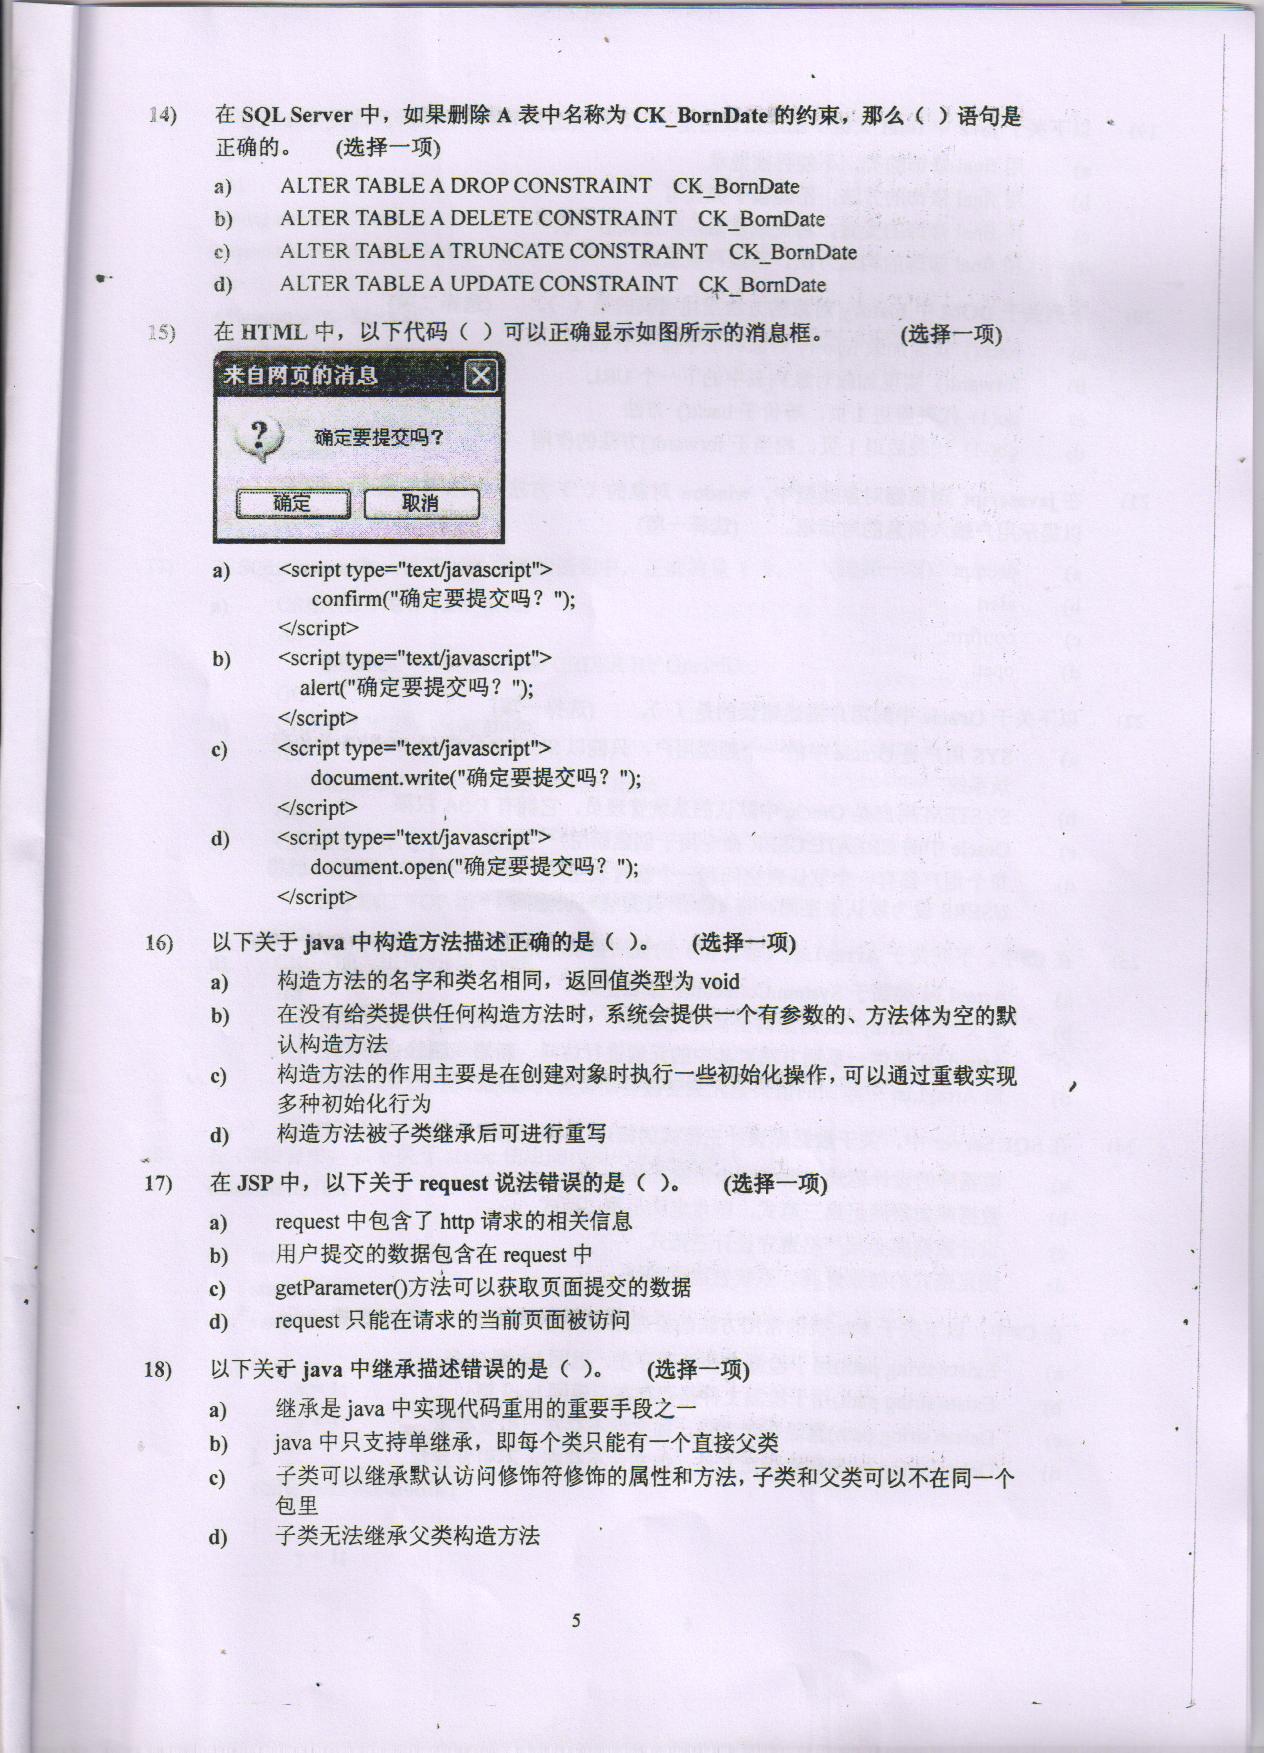 14) 在 SQL Server 中，如果删除 A 表中名称为 CK_BornDate 的约束，那么（ ）语句是
正确的。 (选择一项)
a) ALTER TABLE A DROP CONSTRAINT CK_BornDate
b) ALTER TABLE A DELETE CONSTRAINT CK_BornDate
c) ALTER TABLE A TRUNCATE CONSTRAINT CK_BornDate
d) ALTER TABLE A UPDATE CONSTRAINT CK_BornDate
15) 在 HTML 中，以下代码（ ）可以正确显示如图所示的消息框。 (选择一项)
来自网页的消息
确定要提交吗？
确定 取消
a) <script type="text/javascript">
confirm("确定要提交吗？");
</script>
b) <script type="text/javascript">
alert("确定要提交吗？");
</script>
c) <script type="text/javascript">
document.write("确定要提交吗？");
</script>
d) <script type="text/javascript">
document.open("确定要提交吗？");
</script>
16) 以下关于 java 中构造方法描述正确的是（ ）。 (选择一项)
a) 构造方法的名字和类名相同，返回值类型为 void
b) 在没有给类提供任何构造方法时，系统会提供一个有参数的、方法体为空的默
认构造方法
c) 构造方法的作用主要是在创建对象时执行一些初始化操作，可以通过重载实现
多种初始化行为
d) 构造方法被子类继承后可进行重写
17) 在 JSP 中，以下关于 request 说法错误的是（ ）。 (选择一项)
a) request 中包含了 http 请求的相关信息
b) 用户提交的数据包含在 request 中
c) getParameter()方法可以获取页面提交的数据
d) request 只能在请求的当前页面被访问
18) 以下关于 java 中继承描述错误的是（ ）。 (选择一项)
a) 继承是 java 中实现代码重用的重要手段之一
b) java 中只支持单继承，即每个类只能有一个直接父类
c) 子类可以继承默认访问修饰符修饰的属性和方法，子类和父类可以不在同一个
包里
d) 子类无法继承父类构造方法
5